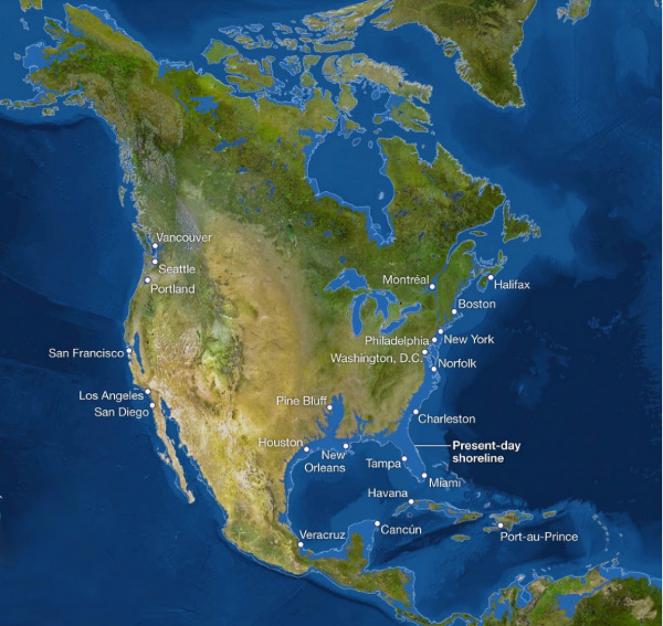 Vancouver
Seattle
Portland
Montréal
Halifax
Boston
Philadelphia
New York
Washington, D.C.
Norfolk
San Francisco
Los Angeles
San Diego
Pine Bluff
Charleston
Houston
New
Orleans
Present-day
shoreline
Tampa
Miami
Havana
Cancún
Veracruz
Port-au-Prince